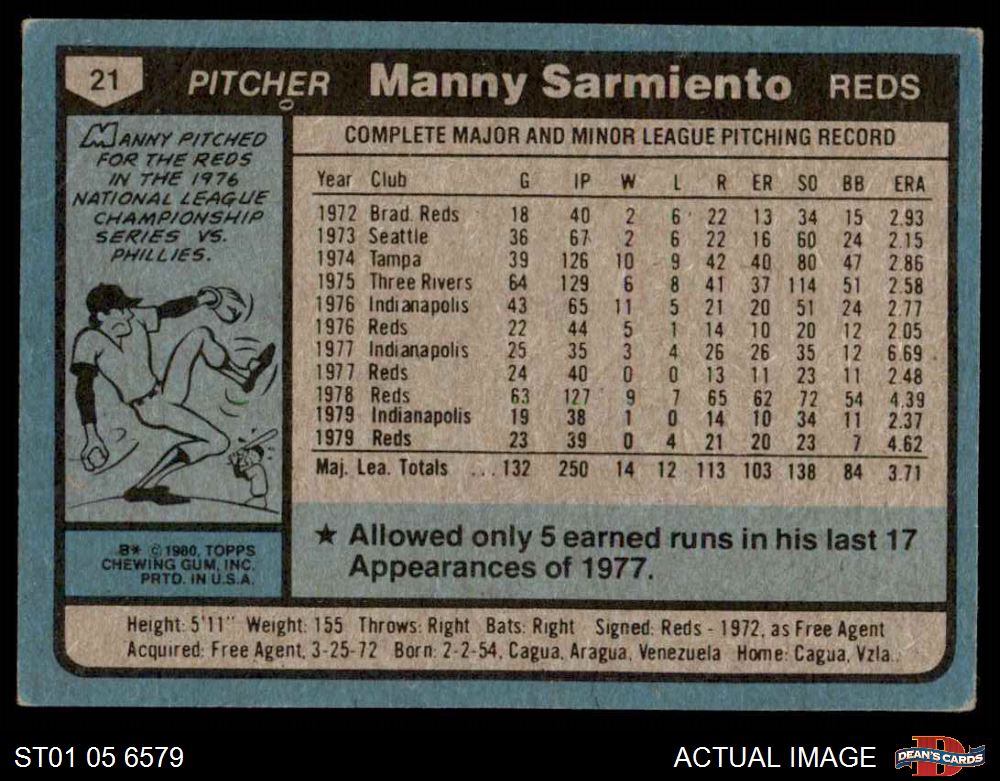 21 PITCHER Manny Sarmiento REDS
MANNY PITCHED
FOR THE REDS
IN THE 1976
NATIONAL LEAGUE
CHAMPIONSHIP
SERIES VS.
PHILLIES.
COMPLETE MAJOR AND MINOR LEAGUE PITCHING RECORD
Year Club G IP W L R ER SO BB ERA
1972 Brad. Reds 18 40 2 6 22 13 34 15 2.93
1973 Seattle 36 67 2 6 22 16 60 24 2.15
1974 Tampa 39 126 10 9 42 40 80 47 2.86
1975 Three Rivers 64 129 6 8 41 37 114 51 2.58
1976 Indianapolis 43 65 11 5 21 20 51 24 2.77
1976 Reds 22 44 5 1 14 10 20 12 2.05
1977 Indianapolis 25 35 3 4 26 26 35 12 6.69
1977 Reds 24 40 0 0 13 11 23 11 2.48
1978 Reds 63 127 9 7 65 62 72 54 4.39
1979 Indianapolis 19 38 1 0 14 10 34 11 2.37
1979 Reds 23 39 0 4 21 20 23 7 4.62
Maj. Lea. Totals ... 132 250 14 12 113 103 138 84 3.71
★ Allowed only 5 earned runs in his last 17
Appearances of 1977.
B* © 1980, TOPPS
CHEWING GUM, INC.
PRTD. IN U.S.A.
Height: 5'11" Weight: 155 Throws: Right Bats: Right Signed: Reds - 1972, as Free Agent
Acquired: Free Agent, 3-25-72 Born: 2-2-54, Cagua, Aragua, Venezuela Home: Cagua, Vzla.
ST01 05 6579 ACTUAL IMAGE D DEAN'S CARDS